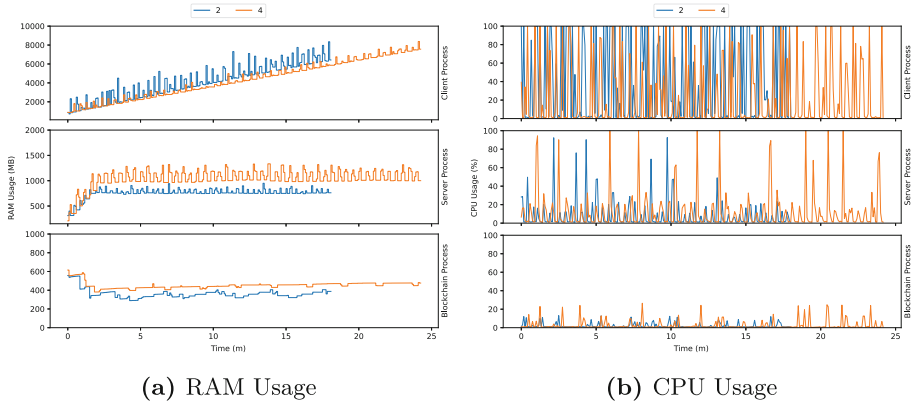 2 4
10000
8000
6000
4000
2000
Client Process
2000
1500
1000
500
RAM Usage (MB)
Server Process
1000
800
600
400
200
0
Blockchain Process
0 5 10 15 20 25
Time (m)
(a) RAM Usage
2 4
100
80
60
40
20
0
Client Process
100
80
60
40
20
0
CPU Usage (%)
Server Process
100
80
60
40
20
0
Blockchain Process
0 5 10 15 20 25
Time (m)
(b) CPU Usage